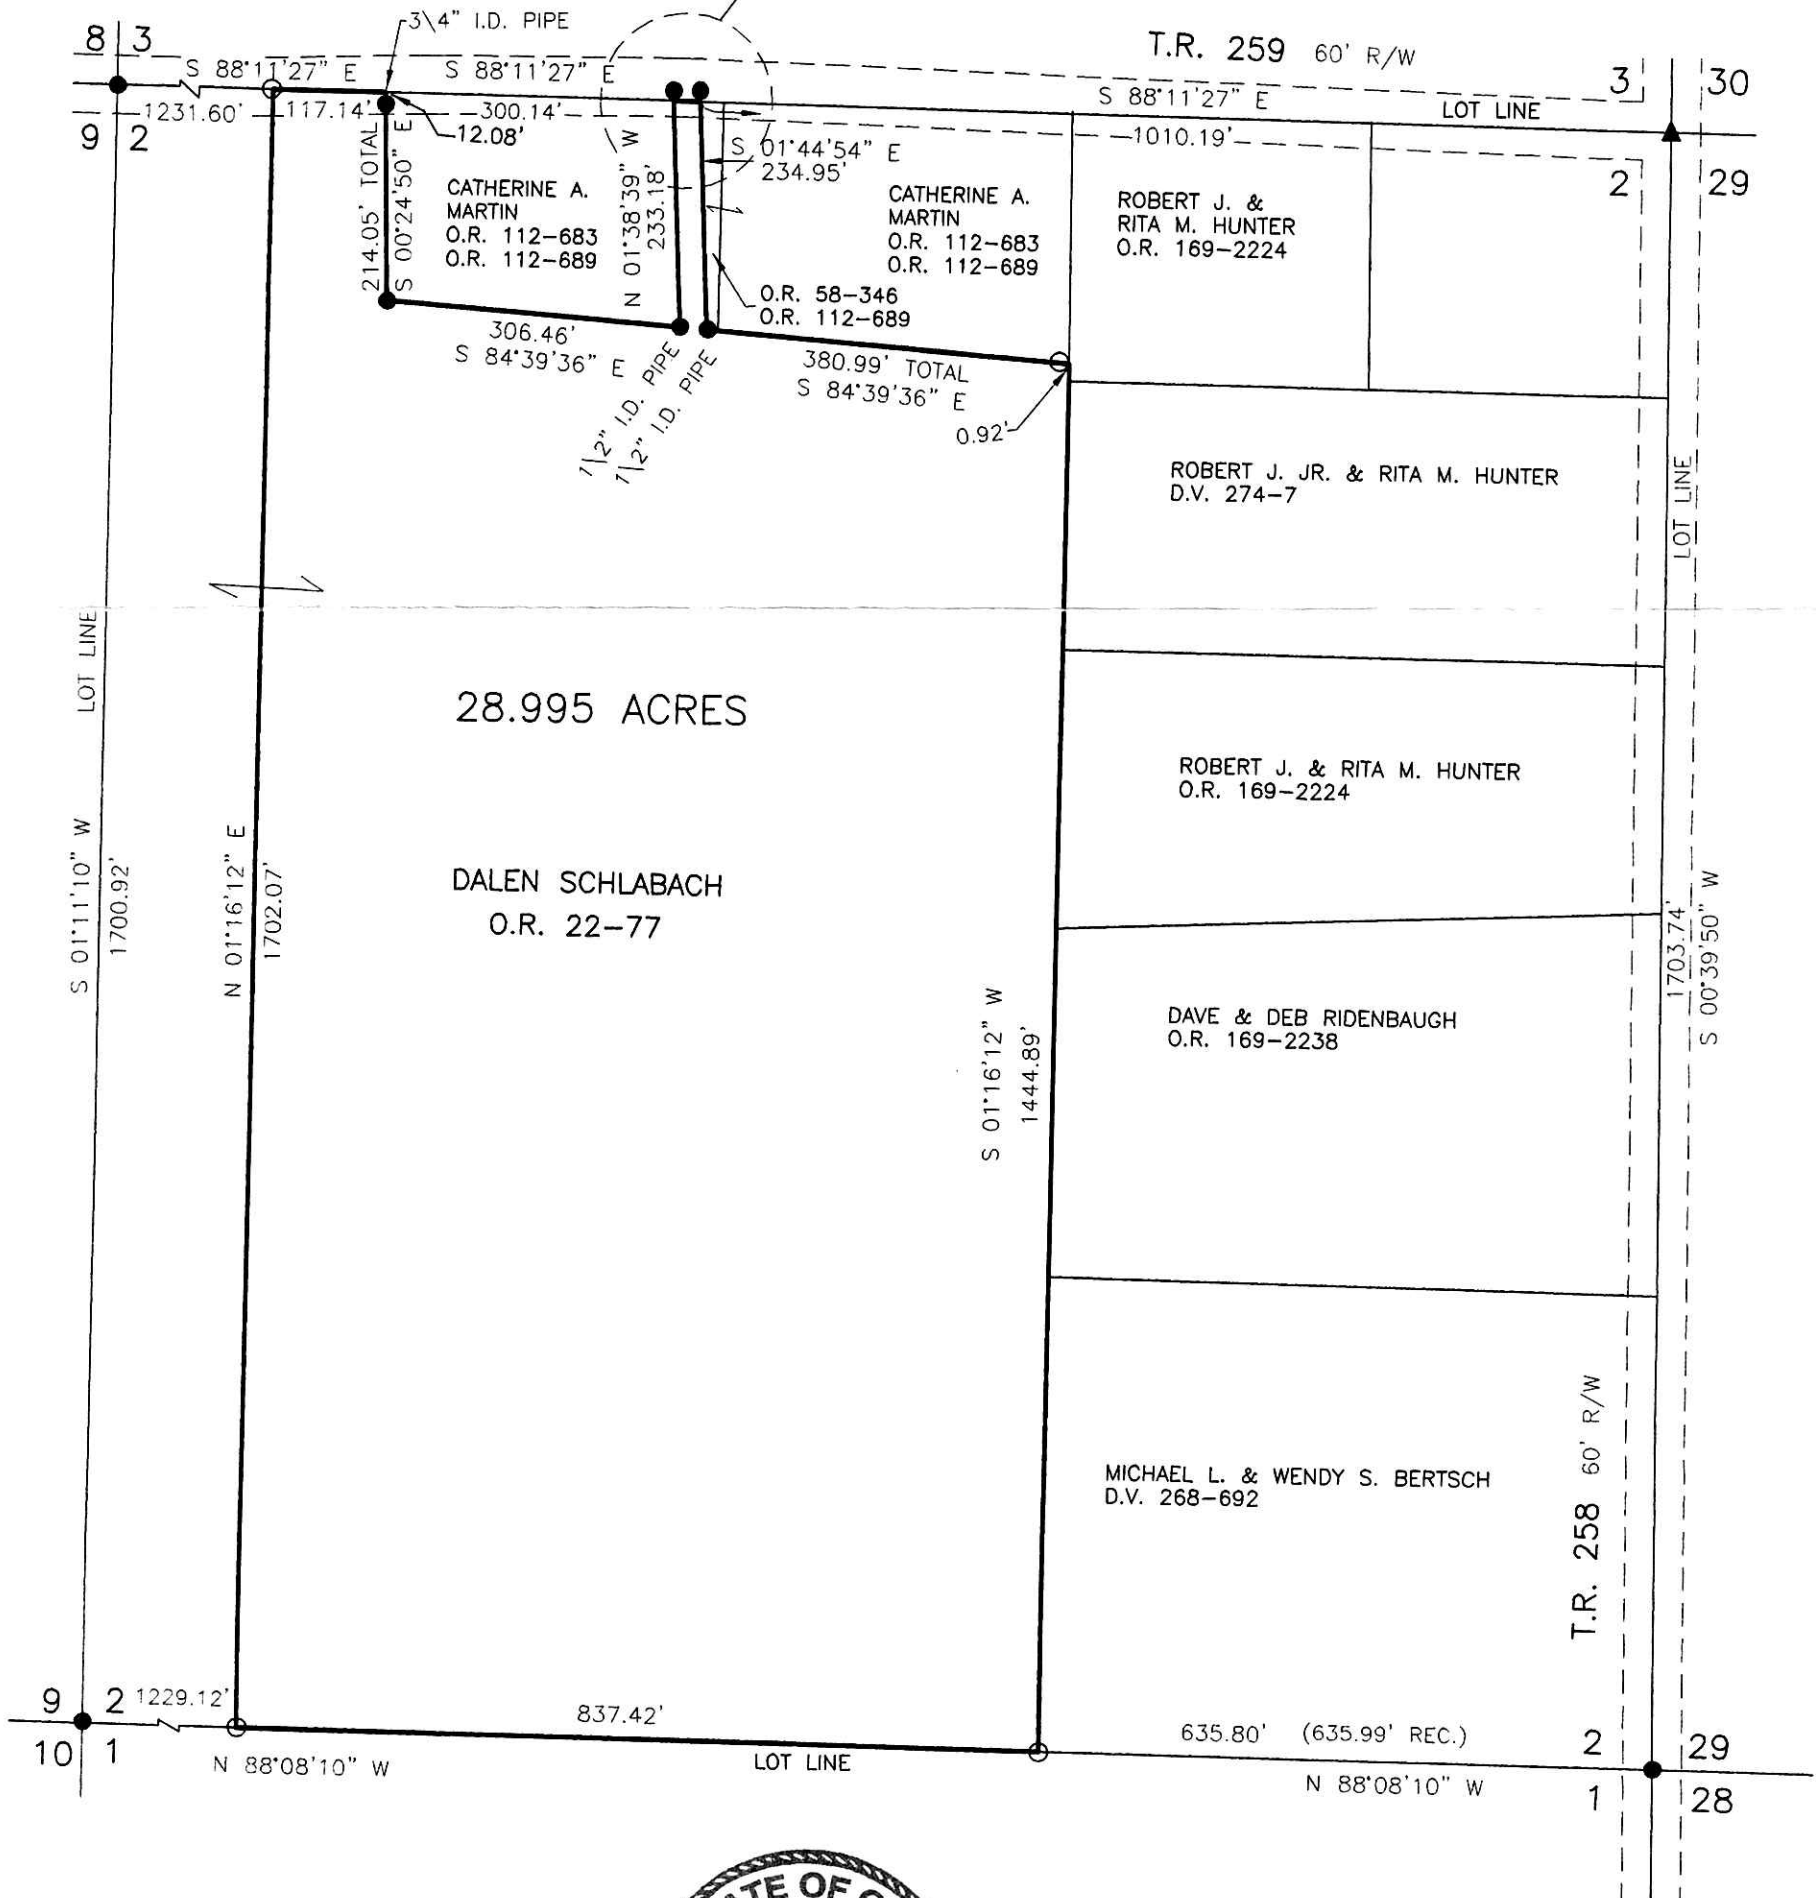 3\4" I.D. PIPE
8 3
T.R. 259 60' R/W
S 88°11'27" E
S 88°11'27" E
3
30
S 88°11'27" E
LOT LINE
1231.60'
117.14'
300.14'
12.08'
1010.19'
9 2
2
29
214.05' TOTAL
S 00°24'50" E
CATHERINE A.
MARTIN
O.R. 112-683
O.R. 112-689
N 01°38'39" W
233.18'
S 01°44'54" E
234.95'
CATHERINE A.
MARTIN
O.R. 112-683
O.R. 112-689
ROBERT J. &
RITA M. HUNTER
O.R. 169-2224
O.R. 58-346
O.R. 112-689
306.46'
S 84°39'36" E
1\2" I.D. PIPE
1\2" I.D. PIPE
380.99' TOTAL
S 84°39'36" E
0.92'
ROBERT J. JR. & RITA M. HUNTER
D.V. 274-7
LOT LINE
LOT LINE
28.995 ACRES
ROBERT J. & RITA M. HUNTER
O.R. 169-2224
DALEN SCHLABACH
O.R. 22-77
S 01°11'10" W
1700.92'
N 01°16'12" E
1702.07'
S 01°16'12" W
1444.89'
1703.74'
S 00°39'50" W
DAVE & DEB RIDENBAUGH
O.R. 169-2238
MICHAEL L. & WENDY S. BERTSCH
D.V. 268-692
T.R. 258 60' R/W
9 2
1229.12'
837.42'
635.80' (635.99' REC.)
2
29
10 1
N 88°08'10" W
LOT LINE
N 88°08'10" W
1
28
OF